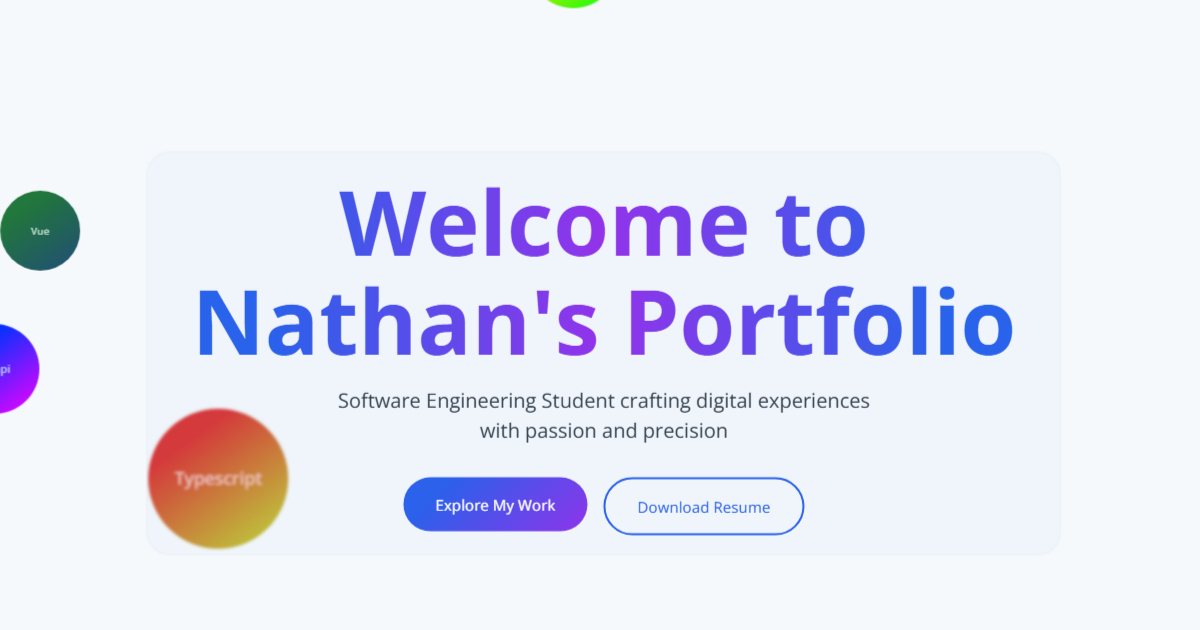 Vue
Welcome to
Nathan's Portfolio
pi
Software Engineering Student crafting digital experiences
with passion and precision
Typescript
Explore My Work
Download Resume